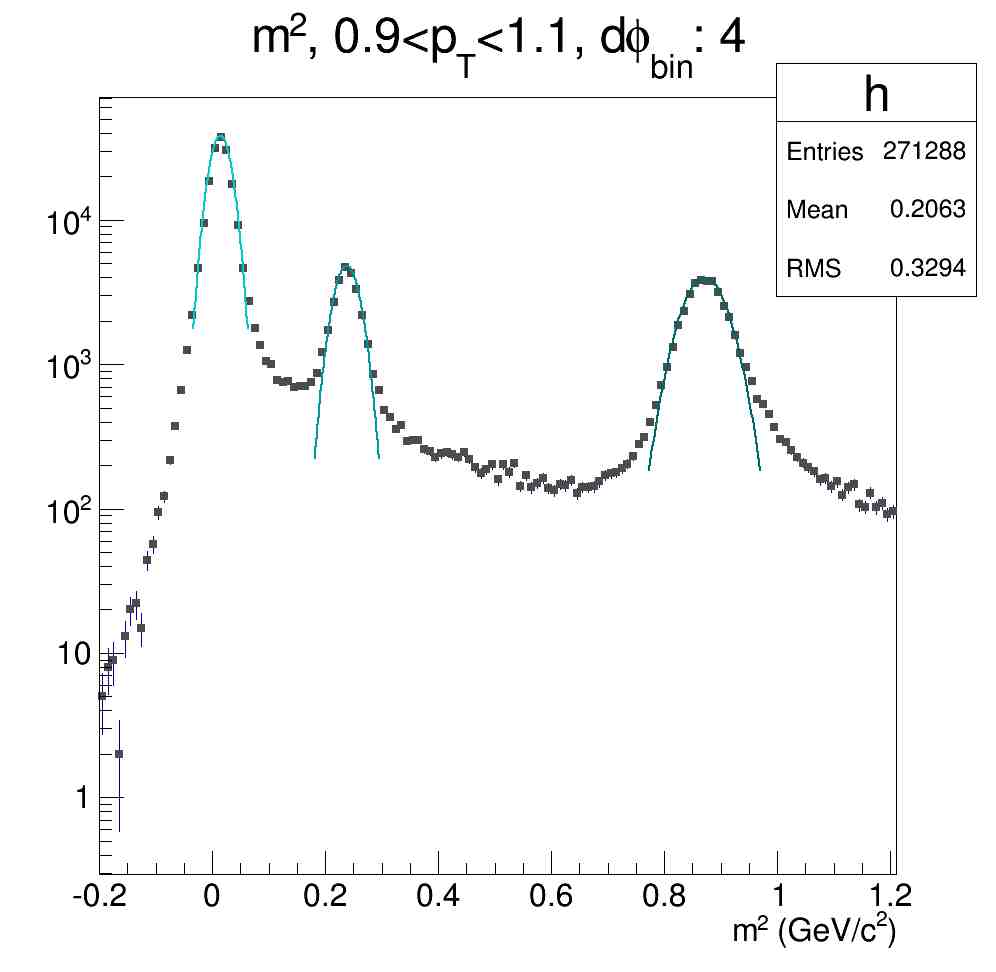 m², 0.9<p_T<1.1, dϕ_bin: 4
h
Entries 271288
Mean 0.2063
RMS 0.3294
10⁴
10³
10²
10
1
-0.2 0 0.2 0.4 0.6 0.8 1 1.2
m² (GeV/c²)